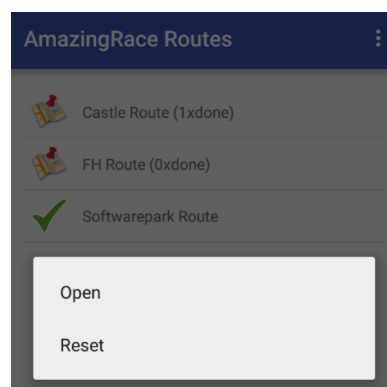 AmazingRace Routes
Castle Route (1xdone)
FH Route (0xdone)
Softwarepark Route
Open
Reset